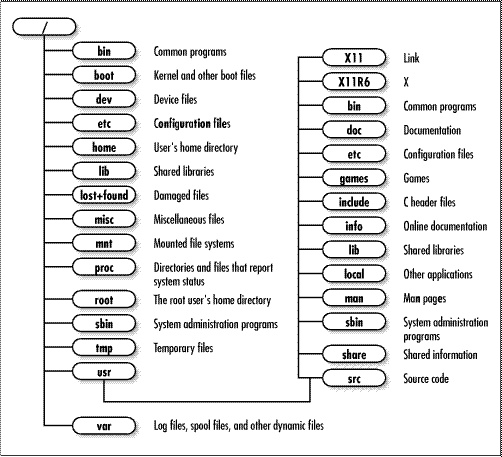 /
bin Common programs
boot Kernel and other boot files
dev Device files
etc Configuration files
home User's home directory
lib Shared libraries
lost+found Damaged files
misc Miscellaneous files
mnt Mounted file systems
proc Directories and files that report
system status
root The root user's home directory
sbin System administration programs
tmp Temporary files
usr
var Log files, spool files, and other dynamic files
X11 Link
X11R6 X
bin Common programs
doc Documentation
etc Configuration files
games Games
include C header files
info Online documentation
lib Shared libraries
local Other applications
man Man pages
sbin System administration
programs
share Shared information
src Source code